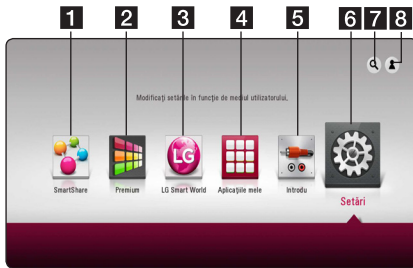 1 2 3 4 5 6 7 8
Modificați setările în funcție de mediul utilizatorului.
LG
SmartShare Premium LG Smart World Aplicațiile mele Introdu
Setări